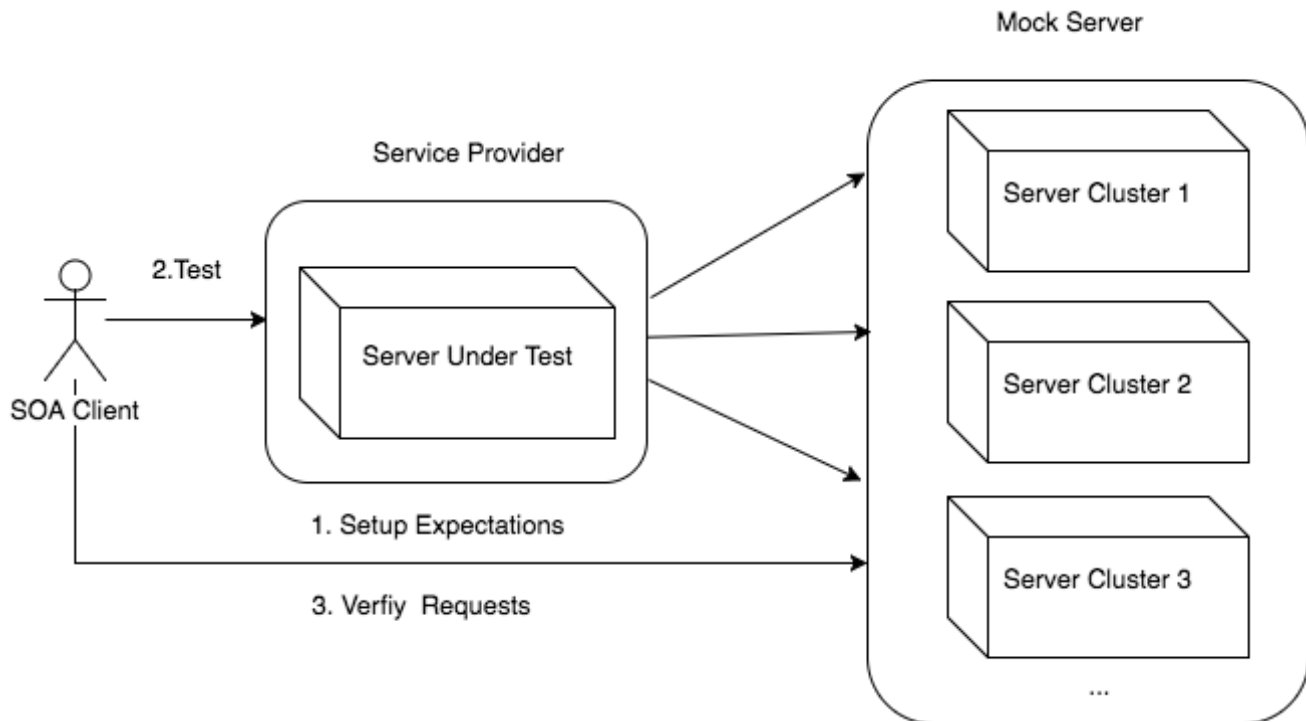 Mock Server
Service Provider
Server Cluster 1
2.Test
Server Under Test
Server Cluster 2
SOA Client
1. Setup Expectations
Server Cluster 3
3. Verfiy Requests
...